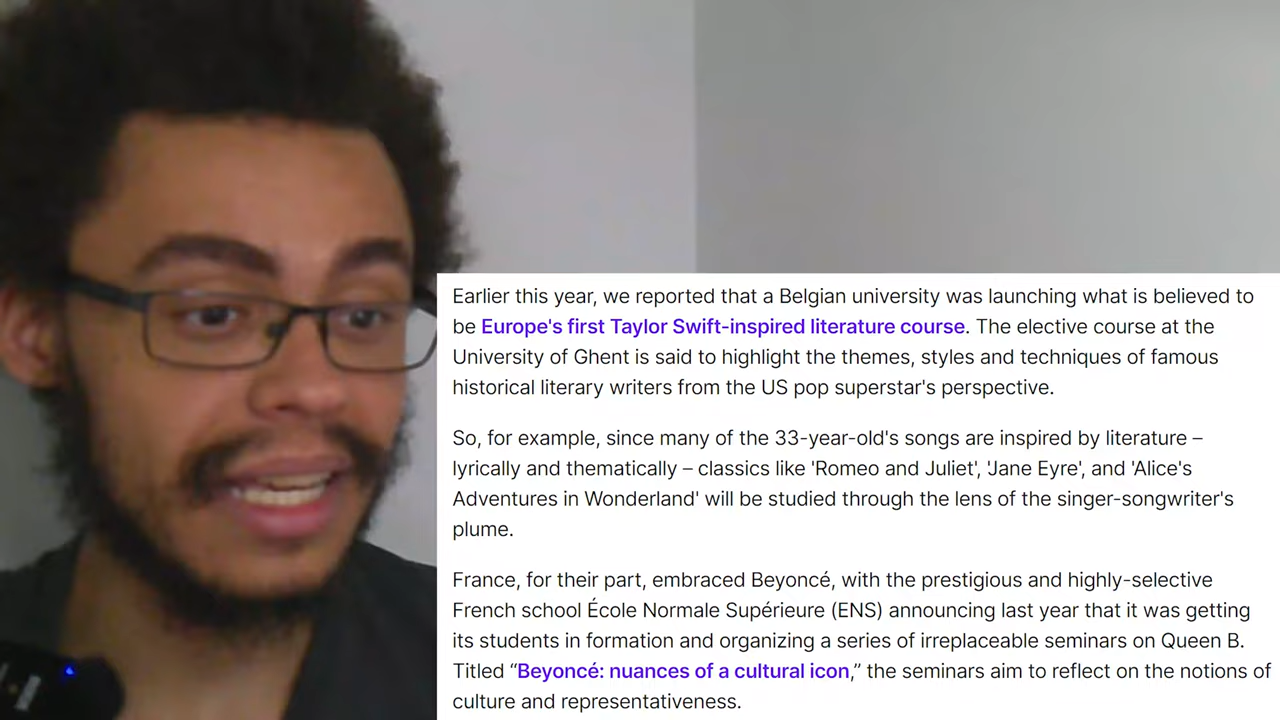 Earlier this year, we reported that a Belgian university was launching what is believed to
be Europe's first Taylor Swift-inspired literature course. The elective course at the
University of Ghent is said to highlight the themes, styles and techniques of famous
historical literary writers from the US pop superstar's perspective.
So, for example, since many of the 33-year-old's songs are inspired by literature –
lyrically and thematically – classics like 'Romeo and Juliet', 'Jane Eyre', and 'Alice's
Adventures in Wonderland' will be studied through the lens of the singer-songwriter's
plume.
France, for their part, embraced Beyoncé, with the prestigious and highly-selective
French school École Normale Supérieure (ENS) announcing last year that it was getting
its students in formation and organizing a series of irreplaceable seminars on Queen B.
Titled “Beyoncé: nuances of a cultural icon,” the seminars aim to reflect on the notions of
culture and representativeness.